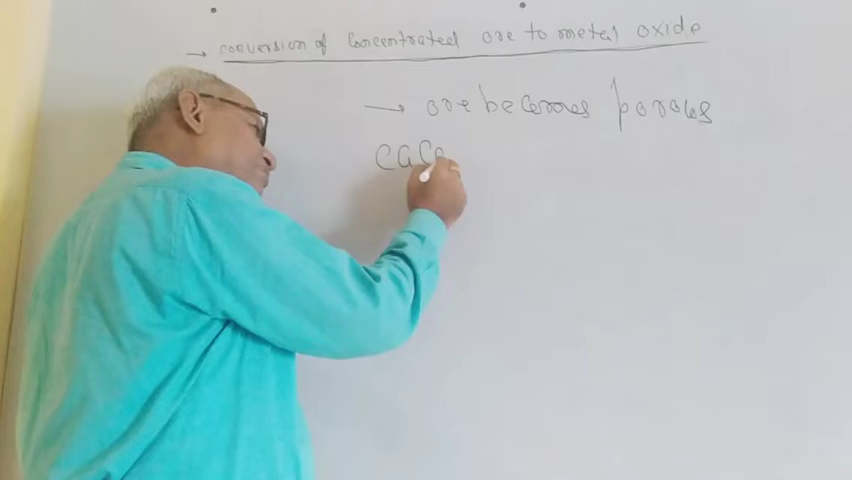 → conversion of concentrated ore to metal oxide
→ ore becomes porous
CaCO